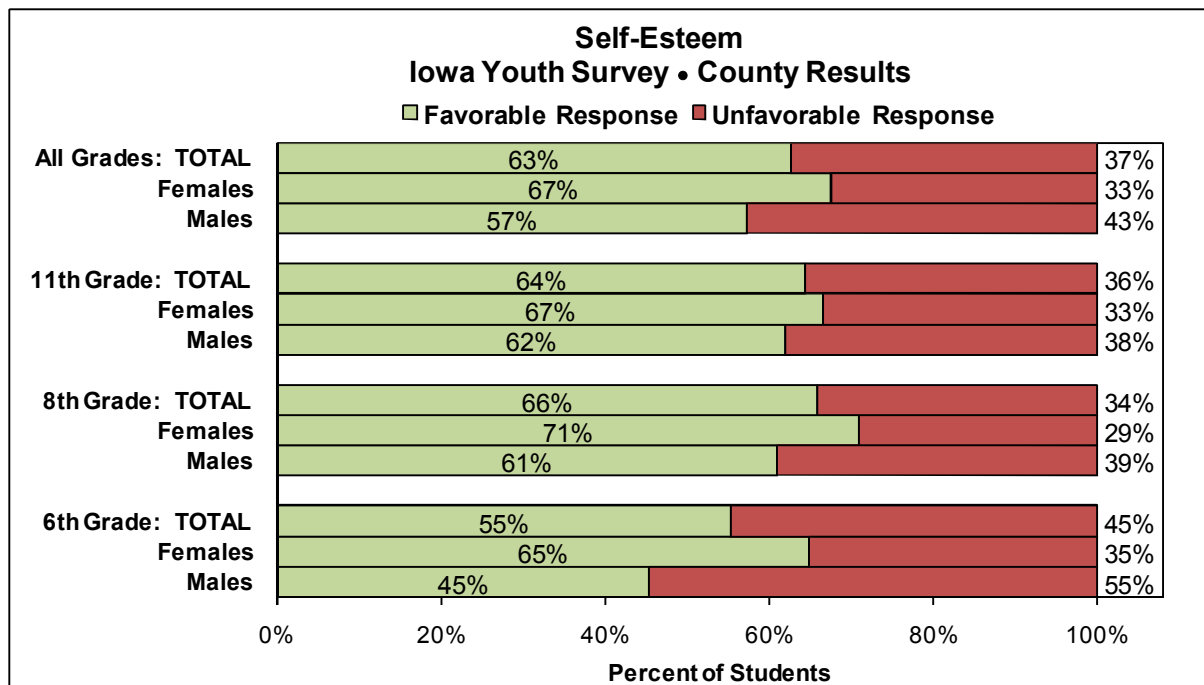 Self-Esteem
Iowa Youth Survey • County Results
Favorable Response Unfavorable Response
All Grades: TOTAL 63% 37%
Females 67% 33%
Males 57% 43%
11th Grade: TOTAL 64% 36%
Females 67% 33%
Males 62% 38%
8th Grade: TOTAL 66% 34%
Females 71% 29%
Males 61% 39%
6th Grade: TOTAL 55% 45%
Females 65% 35%
Males 45% 55%
0% 20% 40% 60% 80% 100%
Percent of Students